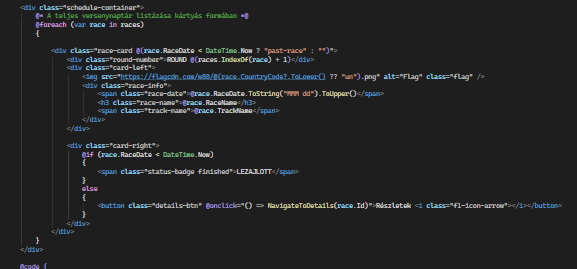 <div class="schedule-container">
@* A teljes versenynaptár listázása kártyás formában *@
@foreach (var race in races)
{
<div class="race-card @(race.RaceDate < DateTime.Now ? "past-race" : "")">
<div class="round-number">ROUND @(races.IndexOf(race) + 1)</div>
<div class="card-left">
<img src="https://flagcdn.com/w80/@(race.CountryCode?.ToLower() ?? "un").png" alt="Flag" class="flag" />
<div class="race-info">
<span class="race-date">@race.RaceDate.ToString("MMM dd").ToUpper()</span>
<h3 class="race-name">@race.RaceName</h3>
<span class="track-name">@race.TrackName</span>
</div>
</div>
<div class="card-right">
@if (race.RaceDate < DateTime.Now)
{
<span class="status-badge finished">LEZAJLOTT</span>
}
else
{
<button class="details-btn" @onclick="() => NavigateToDetails(race.Id)">Részletek <i class="f1-icon-arrow"></i></button>
}
</div>
</div>
}
</div>
@code {